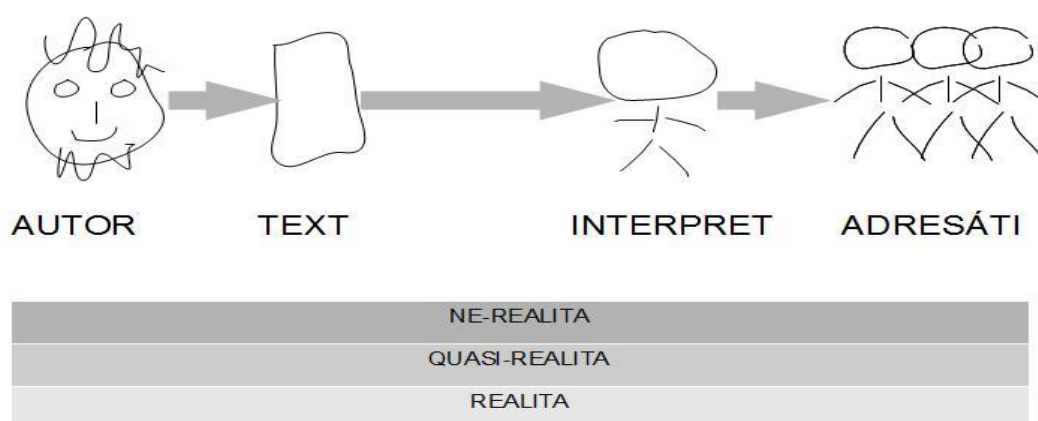 AUTOR TEXT INTERPRET ADRESÁTI
NE-REALITA
QUASI-REALITA
REALITA